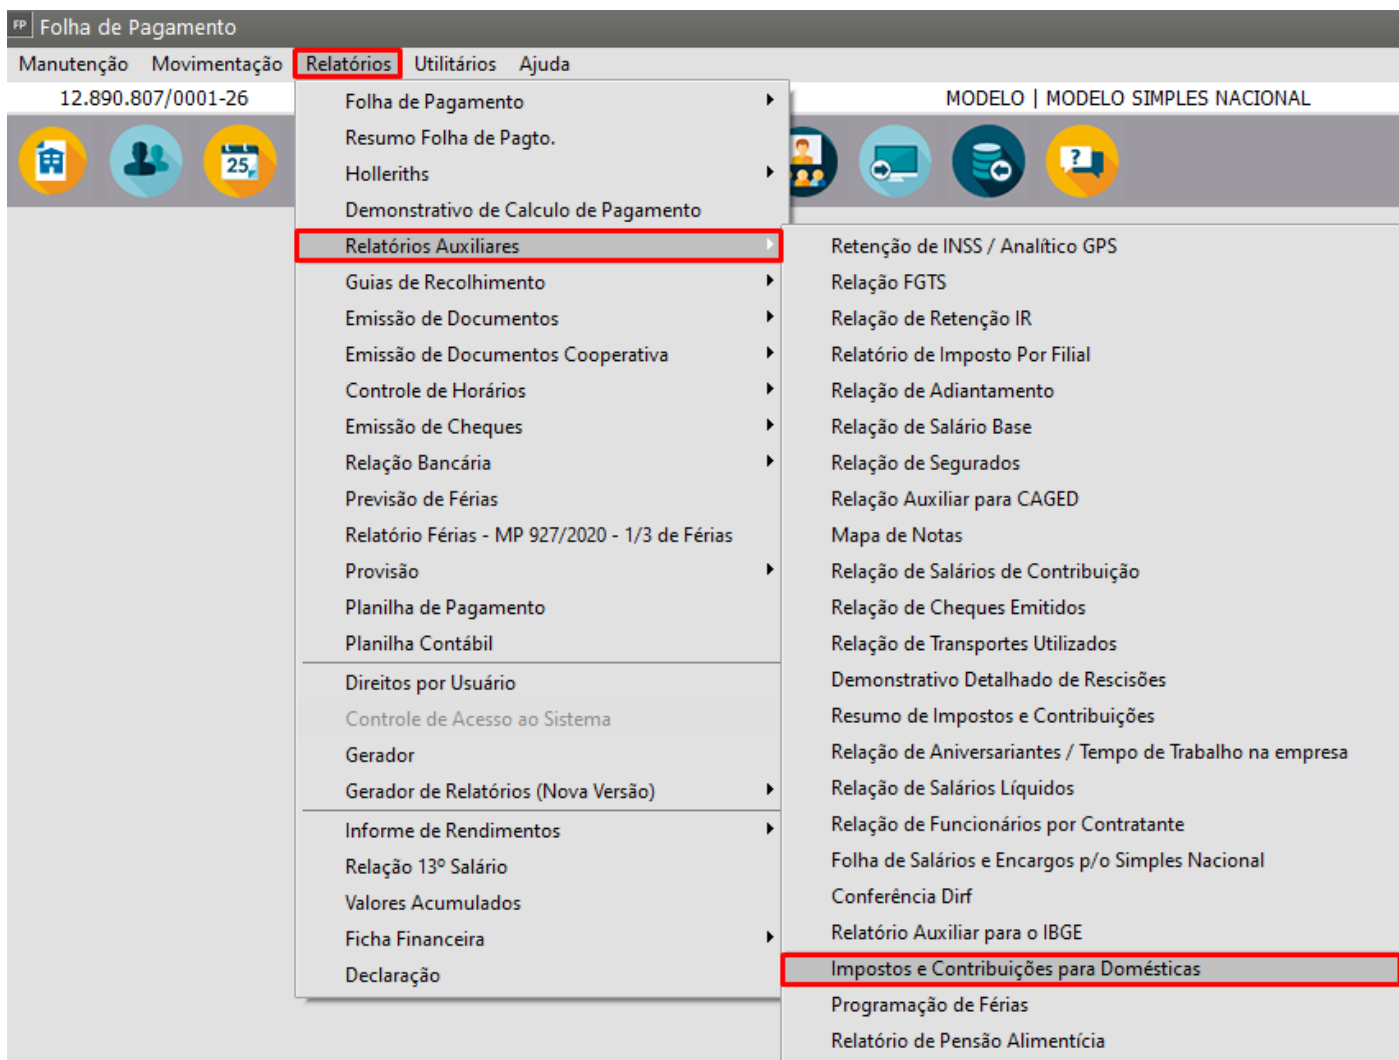 FP Folha de Pagamento
Manutenção Movimentação Relatórios Utilitários Ajuda
12.890.807/0001-26
MODELO | MODELO SIMPLES NACIONAL
25
?
Folha de Pagamento
Resumo Folha de Pagto.
Holleriths
Demonstrativo de Calculo de Pagamento
Relatórios Auxiliares
Guias de Recolhimento
Emissão de Documentos
Emissão de Documentos Cooperativa
Controle de Horários
Emissão de Cheques
Relação Bancária
Previsão de Férias
Relatório Férias - MP 927/2020 - 1/3 de Férias
Provisão
Planilha de Pagamento
Planilha Contábil
Direitos por Usuário
Controle de Acesso ao Sistema
Gerador
Gerador de Relatórios (Nova Versão)
Informe de Rendimentos
Relação 13º Salário
Valores Acumulados
Ficha Financeira
Declaração
Retenção de INSS / Analítico GPS
Relação FGTS
Relação de Retenção IR
Relatório de Imposto Por Filial
Relação de Adiantamento
Relação de Salário Base
Relação de Segurados
Relação Auxiliar para CAGED
Mapa de Notas
Relação de Salários de Contribuição
Relação de Cheques Emitidos
Relação de Transportes Utilizados
Demonstrativo Detalhado de Rescisões
Resumo de Impostos e Contribuições
Relação de Aniversariantes / Tempo de Trabalho na empresa
Relação de Salários Líquidos
Relação de Funcionários por Contratante
Folha de Salários e Encargos p/o Simples Nacional
Conferência Dirf
Relatório Auxiliar para o IBGE
Impostos e Contribuições para Domésticas
Programação de Férias
Relatório de Pensão Alimentícia